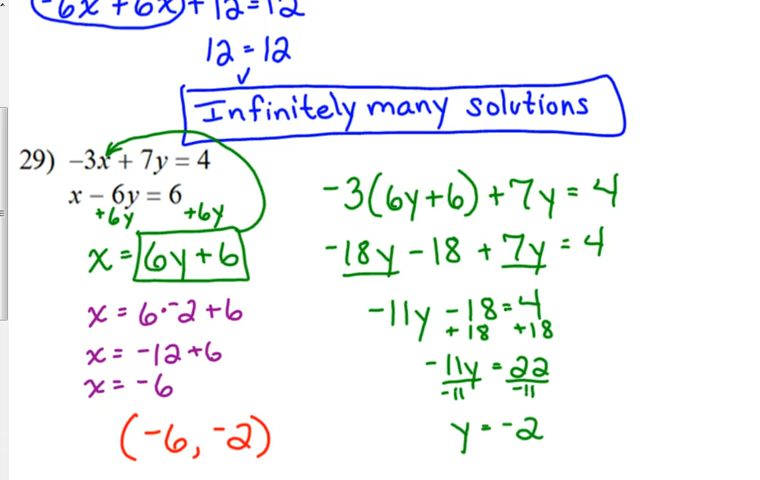 -6x + 6x) + 12 = 12
12 = 12
✓
Infinitely many solutions
29) -3x + 7y = 4
x - 6y = 6
+6y +6y
x = 6y + 6
x = 6·-2 + 6
x = -12 + 6
x = -6
(-6, -2)
-3(6y+6) + 7y = 4
-18y - 18 + 7y = 4
-11y - 18 = 4
+18 +18
-11y = 22
-11 -11
y = -2